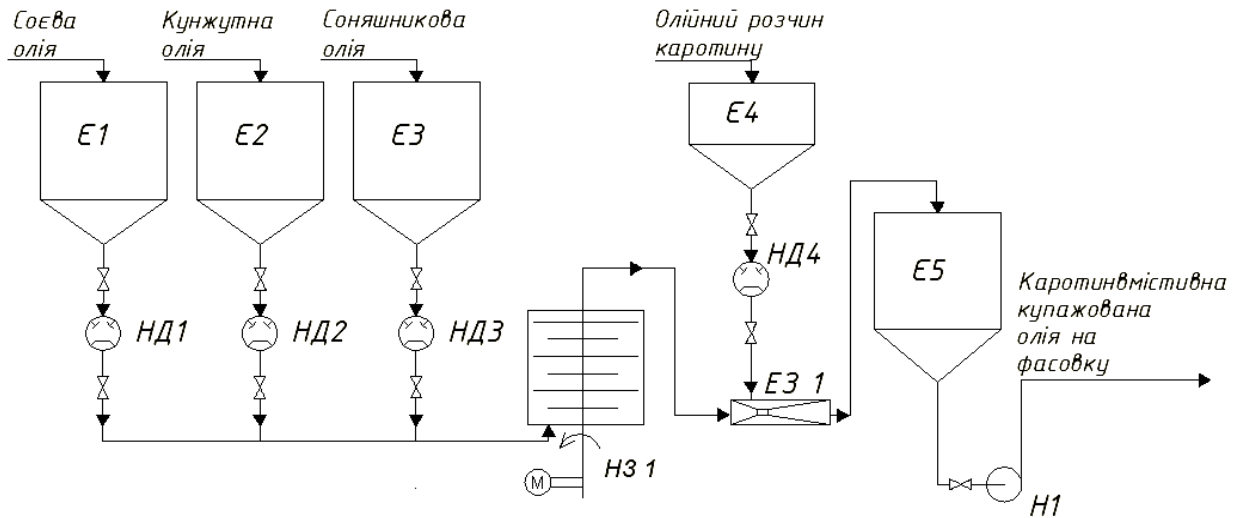 Соєва
олія
Кунжутна
олія
Соняшникова
олія
Олійний розчин
каротину
Е1
Е2
Е3
Е4
НД1
НД2
НД3
НД4
Е5
Каротинвмістивна
купажована
олія на
фасовку
ЕЗ 1
НЗ 1
М
Н1